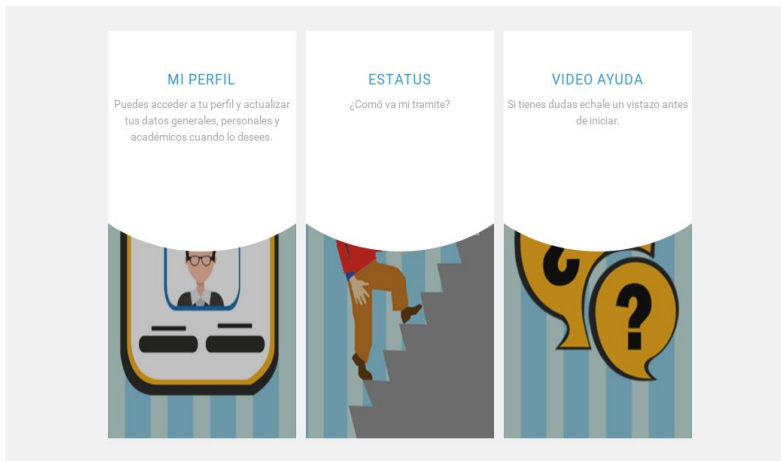 MI PERFIL
Puedes acceder a tu perfil y actualizar
tus datos generales, personales y
académicos cuando lo desees.
ESTATUS
¿Comó va mi tramite?
VIDEO AYUDA
Si tienes dudas echale un vistazo antes
de iniciar.
¿
?